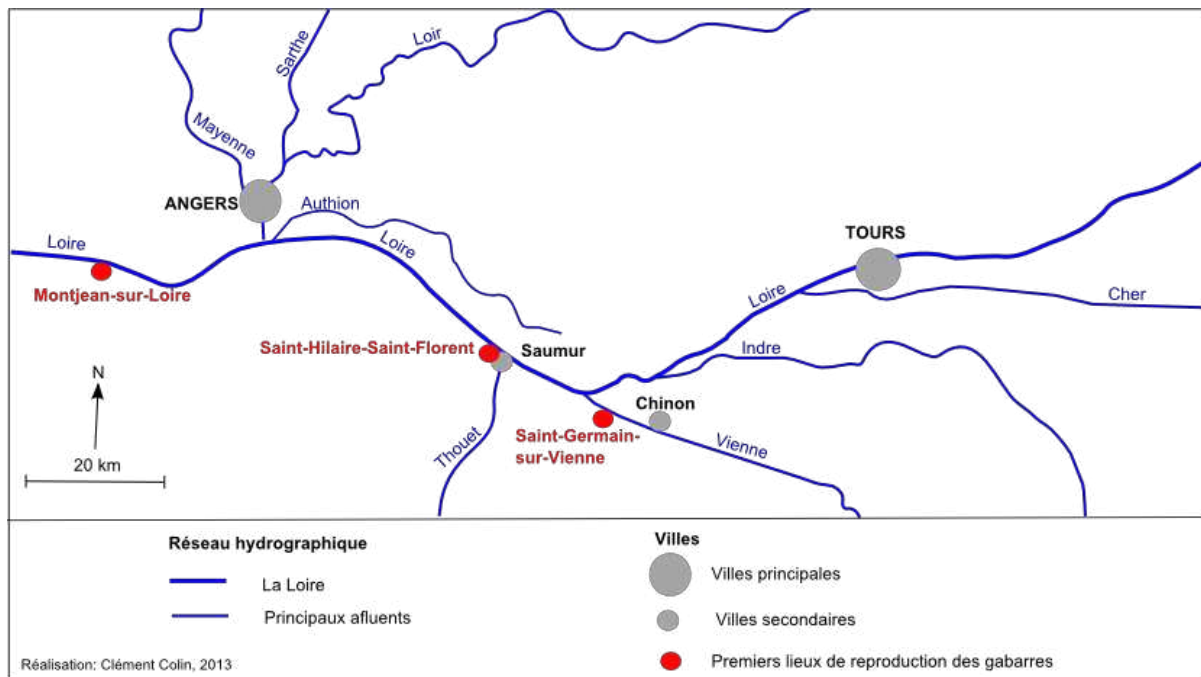 Loir
Sarthe
Mayenne
ANGERS
Authion
Loire
Loire
TOURS
Montjean-sur-Loire
Loire
Cher
Saint-Hilaire-Saint-Florent
Saumur
Indre
N
Chinon
20 km
Thouet
Saint-Germain-
sur-Vienne
Vienne
Réseau hydrographique
La Loire
Principaux afluents
Villes
Villes principales
Villes secondaires
Premiers lieux de reproduction des gabarres
Réalisation: Clément Colin, 2013